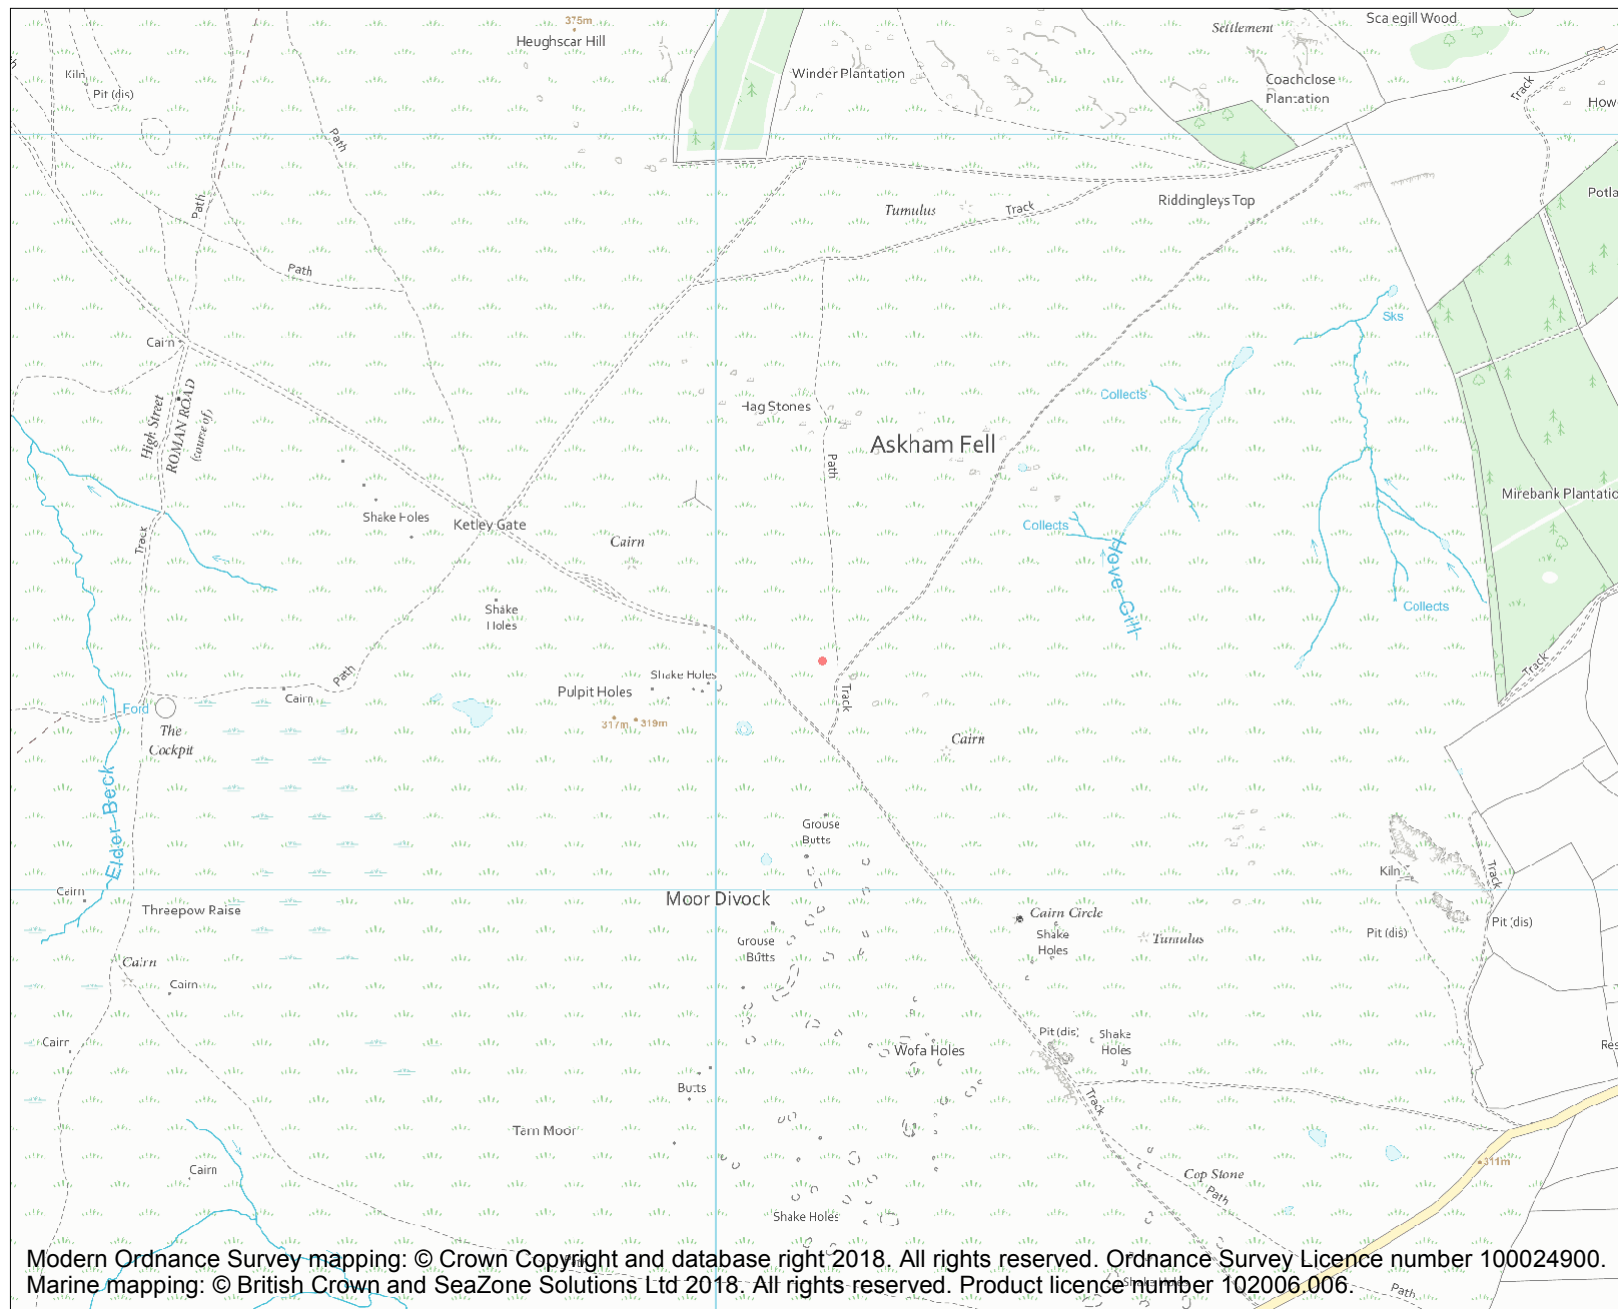 375m
Heughscar Hill
Settlement
Sca egill Wood
Kiln
Pit (dis)
Winder Plantation
Coachclose
Plantation
Track
How
Path
Path
Tumulus
Track
Riddingleys Top
Potla
Path
Sks
Cairn
High Street
ROMAN ROAD
(course of)
Collects
Hag Stones
Askham Fell
Path
Mirebank Plantatio
Shake Holes
Ketley Gate
Track
Cairn
Collects
Hove Gill
Shake
Holes
Collects
Path
Shake Holes
Pulpit Holes
Track
Track
Cairn
Ford
317m
319m
The
Cockpit
Cairn
Elder Beck
Grouse
Butts
Kiln
Track
Cairn
Moor Divock
Threepow Raise
Cairn Circle
Shake
Holes
Tumulus
Pit (dis)
Pit (dis)
Grouse
Butts
Cairn
Cairn
Cairn
Pit (dis)
Shake
Holes
Wofa Holes
Res
Butts
Track
Tarn Moor
311m
Cairn
Cop Stone
Path
Shake Holes
Modern Ordnance Survey mapping: © Crown Copyright and database right 2018. All rights reserved. Ordnance Survey Licence number 100024900.
Marine mapping: © British Crown and SeaZone Solutions Ltd 2018. All rights reserved. Product licence number 102006.006.
Shake Holes
Path